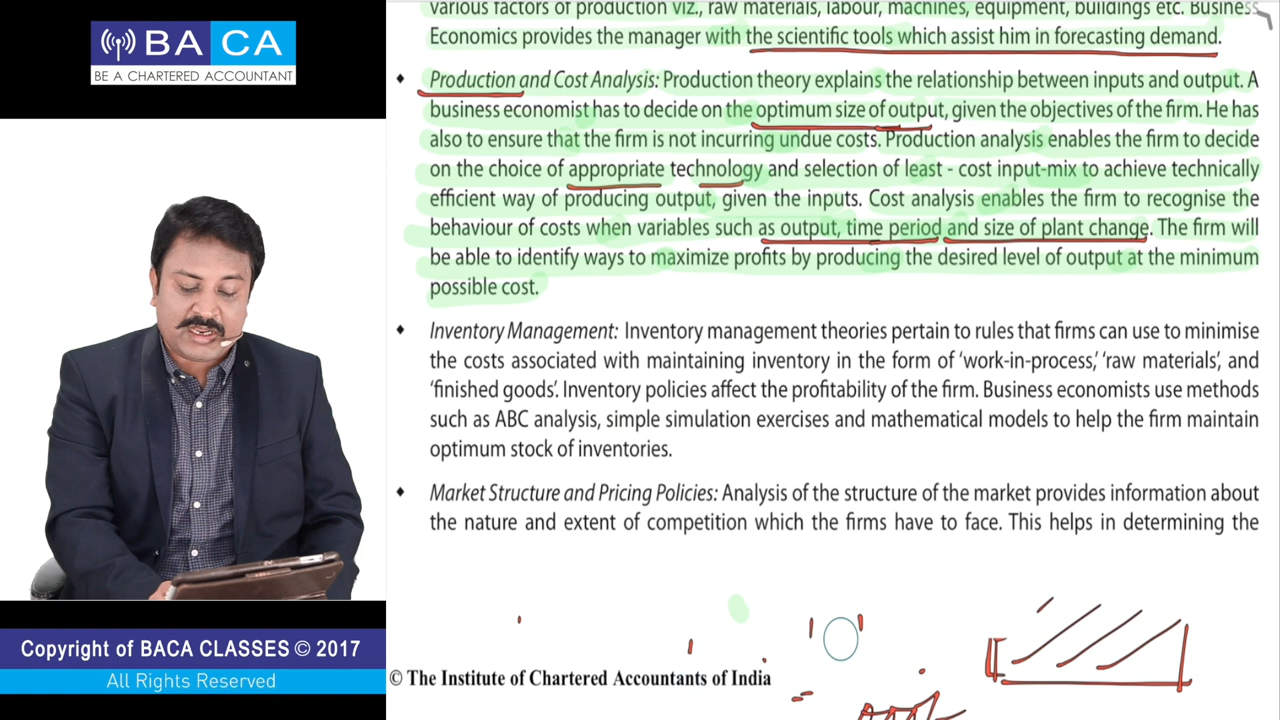 BA CA
BE A CHARTERED ACCOUNTANT
various factors of production viz., raw materials, labour, machines, equipment, buildings etc. Business
Economics provides the manager with the scientific tools which assist him in forecasting demand.
Production and Cost Analysis: Production theory explains the relationship between inputs and output. A
business economist has to decide on the optimum size of output, given the objectives of the firm. He has
also to ensure that the firm is not incurring undue costs. Production analysis enables the firm to decide
on the choice of appropriate technology and selection of least - cost input-mix to achieve technically
efficient way of producing output, given the inputs. Cost analysis enables the firm to recognise the
behaviour of costs when variables such as output, time period and size of plant change. The firm will
be able to identify ways to maximize profits by producing the desired level of output at the minimum
possible cost.
Inventory Management: Inventory management theories pertain to rules that firms can use to minimise
the costs associated with maintaining inventory in the form of ‘work-in-process,’ ‘raw materials’, and
‘finished goods’. Inventory policies affect the profitability of the firm. Business economists use methods
such as ABC analysis, simple simulation exercises and mathematical models to help the firm maintain
optimum stock of inventories.
Market Structure and Pricing Policies: Analysis of the structure of the market provides information about
the nature and extent of competition which the firms have to face. This helps in determining the
© The Institute of Chartered Accountants of India
Copyright of BACA CLASSES © 2017
All Rights Reserved